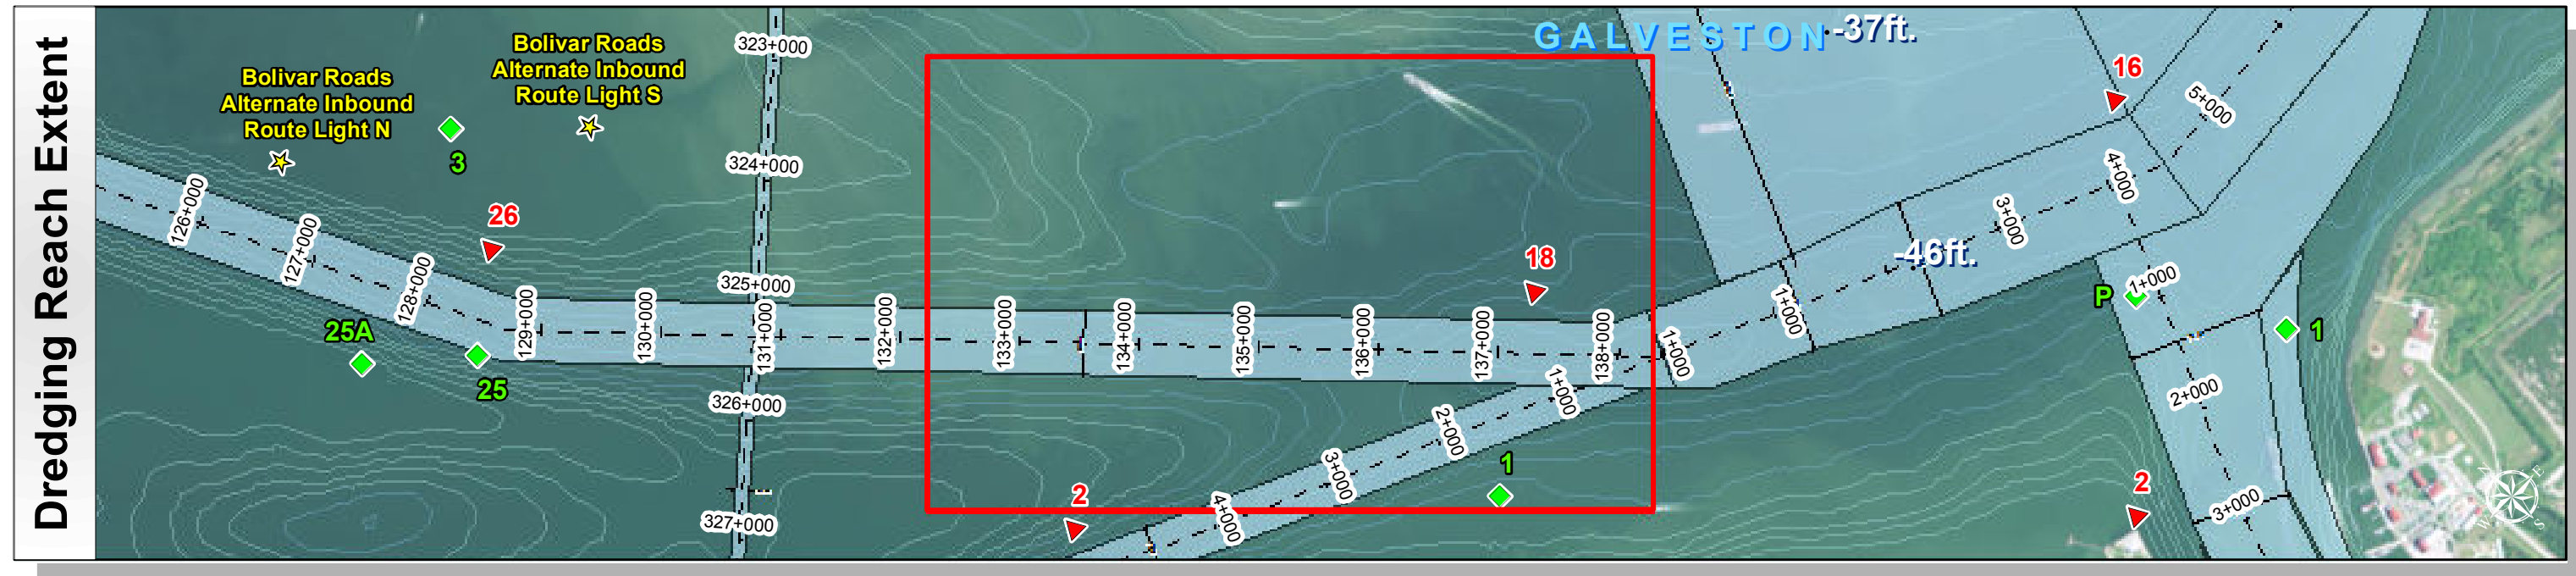 Dredging Reach Extent
Bolivar Roads
Alternate Inbound
Route Light N
Bolivar Roads
Alternate Inbound
Route Light S
GALVESTON
-37ft.
-46ft.
3
26
25A
25
18
16
P
1
1
2
2
323+000
324+000
325+000
326+000
327+000
126+000
127+000
128+000
129+000
130+000
131+000
132+000
133+000
134+000
135+000
136+000
137+000
138+000
1+000
1+000
3+000
4+000
5+000
1+000
2+000
3+000
4+000
1+000
2+000
3+000
N
E
S
W